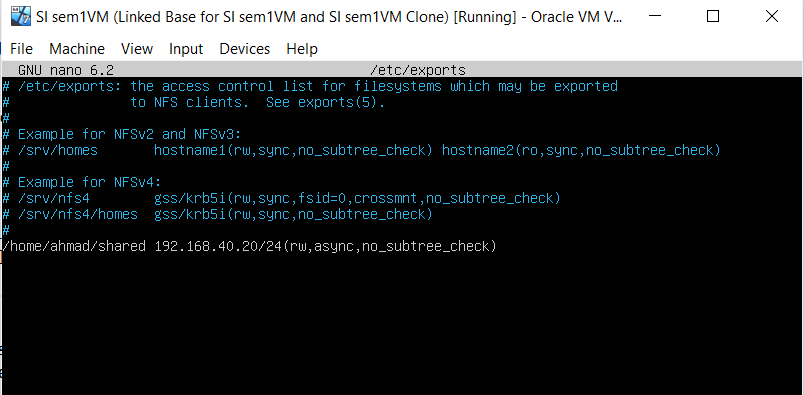 SI sem1VM (Linked Base for SI sem1VM and SI sem1VM Clone) [Running] - Oracle VM V...
File Machine View Input Devices Help
GNU nano 6.2 /etc/exports
# /etc/exports: the access control list for filesystems which may be exported
# to NFS clients. See exports(5).
#
# Example for NFSv2 and NFSv3:
# /srv/homes hostname1(rw,sync,no_subtree_check) hostname2(ro,sync,no_subtree_check)
#
# Example for NFSv4:
# /srv/nfs4 gss/krb5i(rw,sync,fsid=0,crossmnt,no_subtree_check)
# /srv/nfs4/homes gss/krb5i(rw,sync,no_subtree_check)
#
/home/ahmad/shared 192.168.40.20/24(rw,async,no_subtree_check)